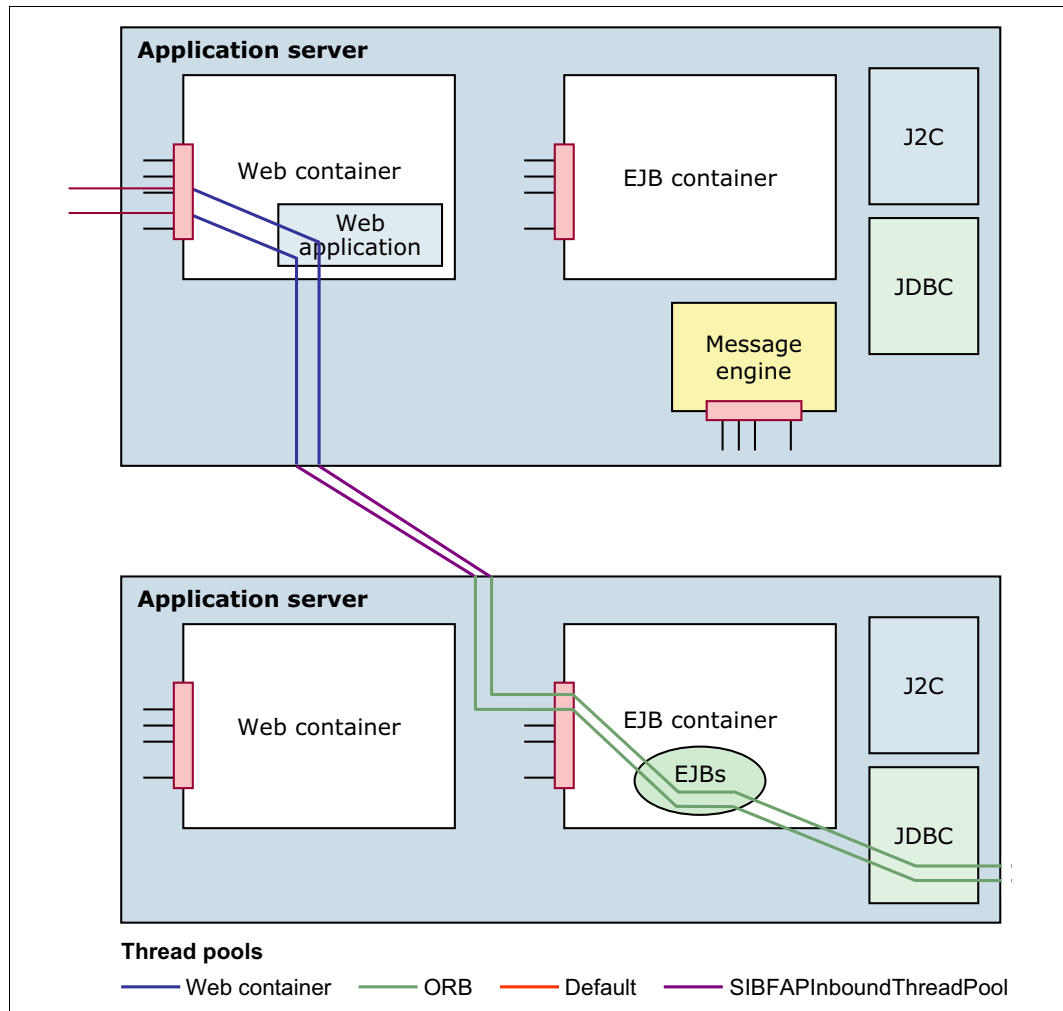 Application server
Web container
Web
application
EJB container
J2C
JDBC
Message
engine
Application server
Web container
EJB container
EJBs
J2C
JDBC
Thread pools
Web container
ORB
Default
SIBFAPInboundThreadPool